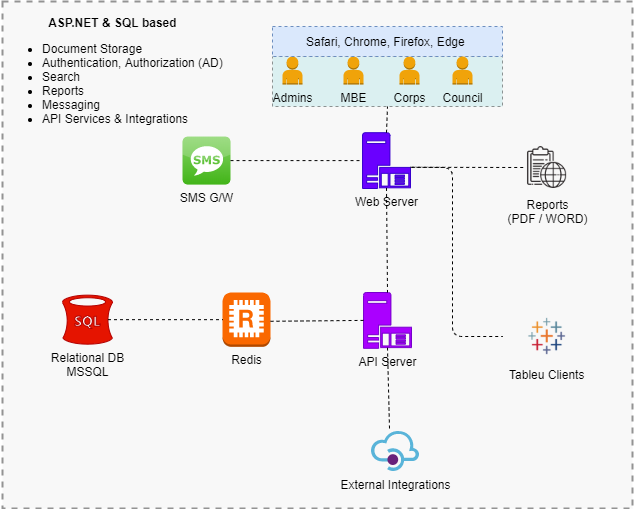 ASP.NET & SQL based
Document Storage
Authentication, Authorization (AD)
Search
Reports
Messaging
API Services & Integrations
Safari, Chrome, Firefox, Edge
Admins
MBE
Corps
Council
SMS
SMS G/W
Web Server
Reports
(PDF / WORD)
SQL
Relational DB
MSSQL
R
Redis
API Server
Tableu Clients
External Integrations